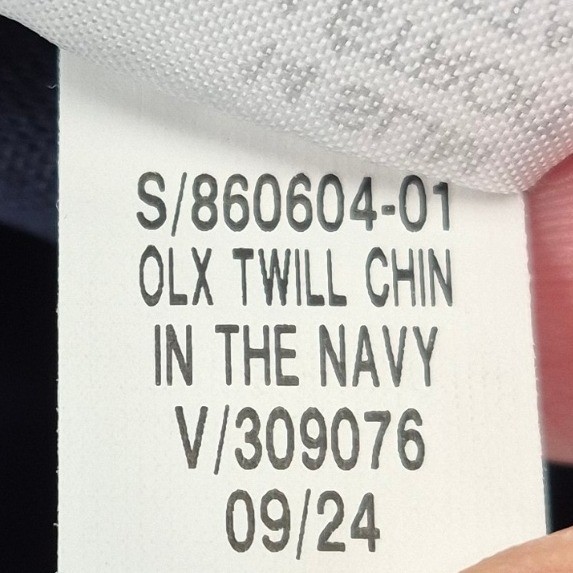 S/860604-01
OLX TWILL CHIN
IN THE NAVY
V/309076
09/24